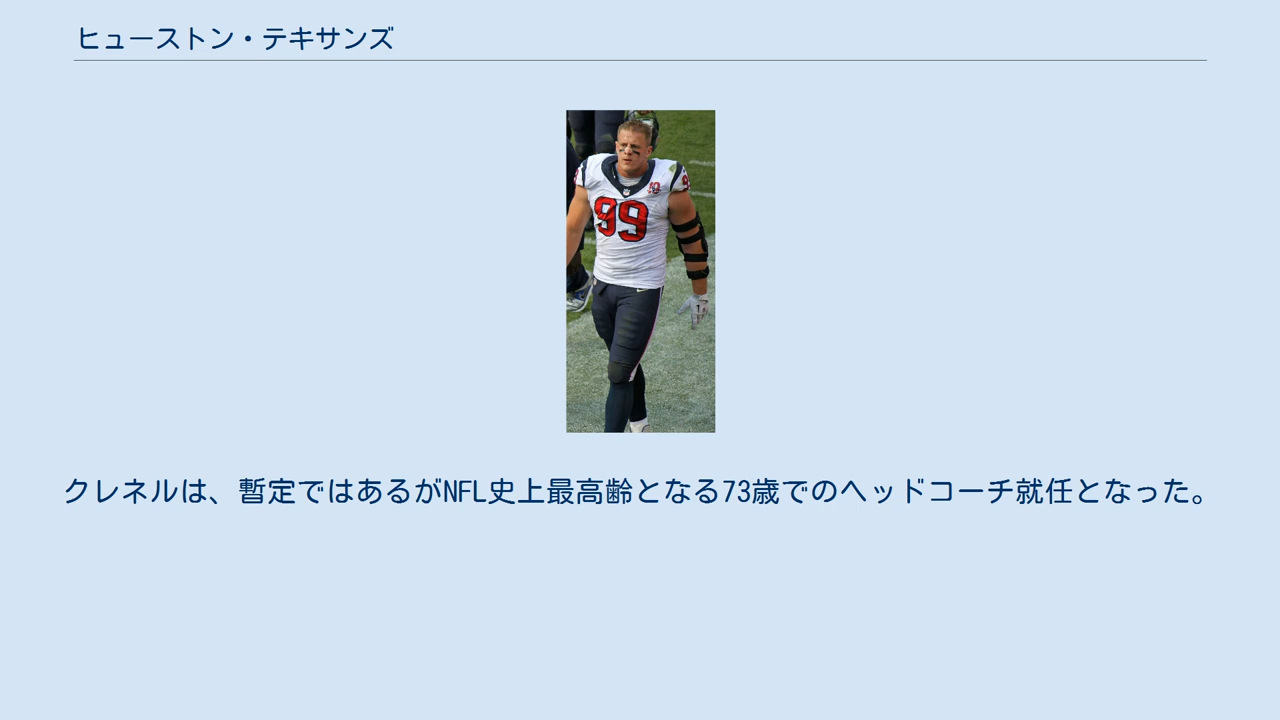 ヒューストン・テキサンズ
99
クレネルは、暫定ではあるがNFL史上最高齢となる73歳でのヘッドコーチ就任となった。